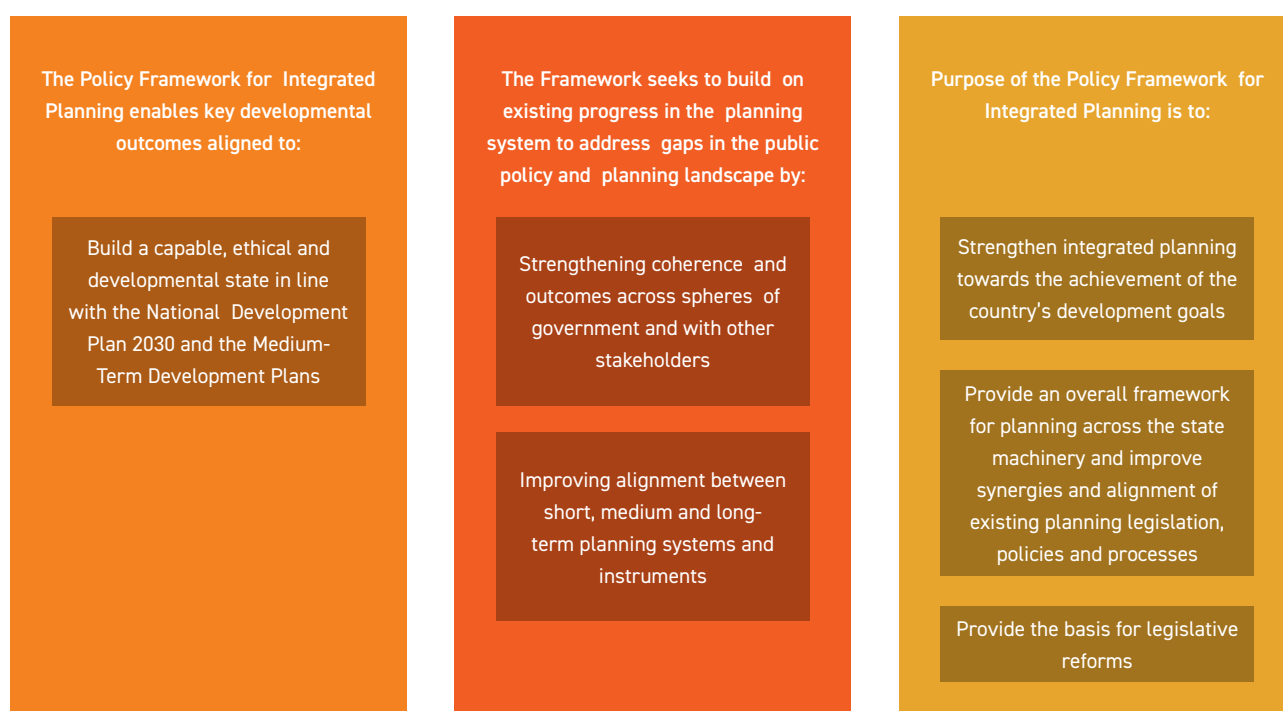 The Policy Framework for Integrated
Planning enables key developmental
outcomes aligned to:
Build a capable, ethical and
developmental state in line
with the National Development
Plan 2030 and the Medium-
Term Development Plans
The Framework seeks to build on
existing progress in the planning
system to address gaps in the public
policy and planning landscape by:
Strengthening coherence and
outcomes across spheres of
government and with other
stakeholders
Improving alignment between
short, medium and long-
term planning systems and
instruments
Purpose of the Policy Framework for
Integrated Planning is to:
Strengthen integrated planning
towards the achievement of the
country’s development goals
Provide an overall framework
for planning across the state
machinery and improve
synergies and alignment of
existing planning legislation,
policies and processes
Provide the basis for legislative
reforms